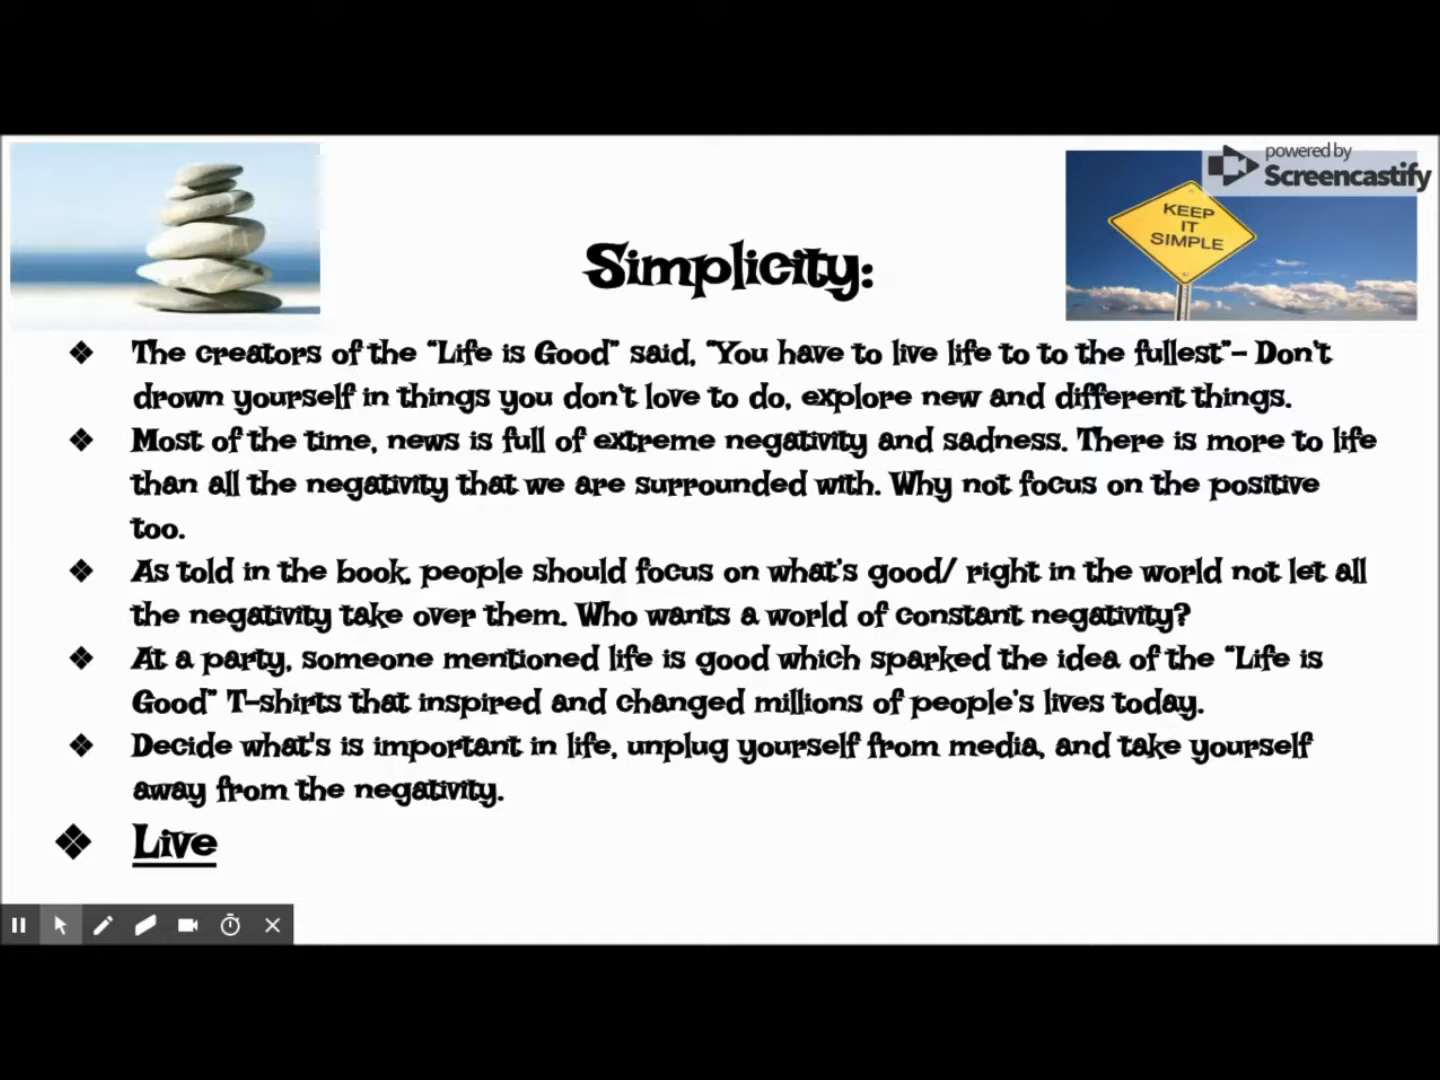 powered by
Screencastify
KEEP
IT
SIMPLE
Simplicity:
❖ The creators of the "Life is Good" said, "You have to live life to to the fullest"- Don't
drown yourself in things you don't love to do, explore new and different things.
❖ Most of the time, news is full of extreme negativity and sadness. There is more to life
than all the negativity that we are surrounded with. Why not focus on the positive
too.
❖ As told in the book, people should focus on what's good/ right in the world not let all
the negativity take over them. Who wants a world of constant negativity?
❖ At a party, someone mentioned life is good which sparked the idea of the "Life is
Good" T-shirts that inspired and changed millions of people's lives today.
❖ Decide what's is important in life, unplug yourself from media, and take yourself
away from the negativity.
❖ Live